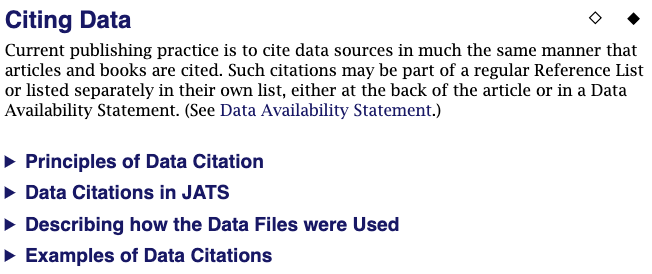 Citing Data
Current publishing practice is to cite data sources in much the same manner that
articles and books are cited. Such citations may be part of a regular Reference List
or listed separately in their own list, either at the back of the article or in a Data
Availability Statement. (See Data Availability Statement.)
Principles of Data Citation
Data Citations in JATS
Describing how the Data Files were Used
Examples of Data Citations